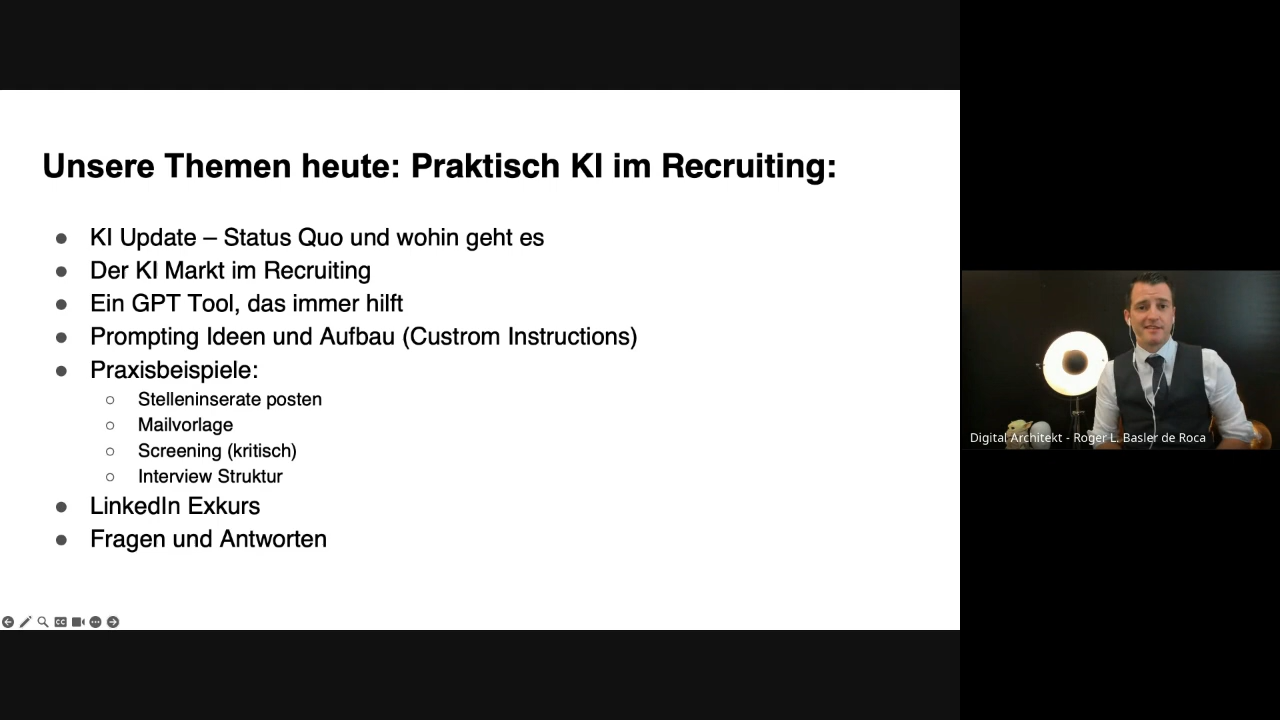 Unsere Themen heute: Praktisch KI im Recruiting:
KI Update – Status Quo und wohin geht es
Der KI Markt im Recruiting
Ein GPT Tool, das immer hilft
Prompting Ideen und Aufbau (Custrom Instructions)
Praxisbeispiele:
Stelleninserate posten
Mailvorlage
Screening (kritisch)
Interview Struktur
LinkedIn Exkurs
Fragen und Antworten
Digital Architekt - Roger L. Basler de Roca